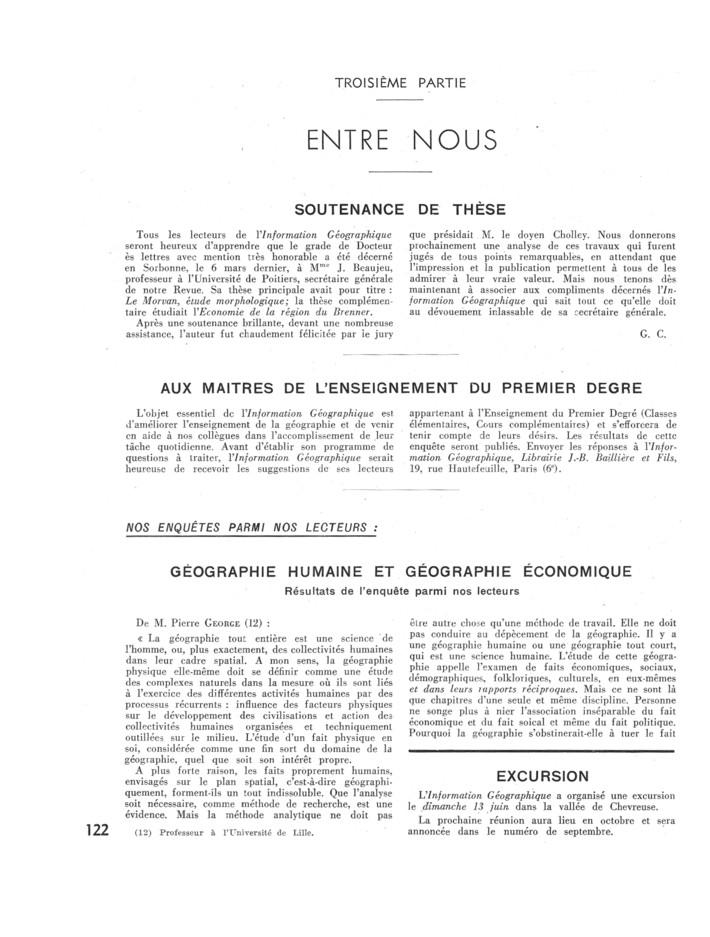 TROISIÈME PARTIE
ENTRE NOUS
SOUTENANCE DE THÈSE
Tous les lecteurs de l'Information Géographique
seront heureux d'apprendre que le grade de Docteur
ès lettres avec mention très honorable a été décerné
en Sorbonne, le 6 mars dernier, à Mme J. Beaujeu,
professeur à l'Université de Poitiers, secrétaire générale
de notre Revue. Sa thèse principale avait pour titre :
Le Morvan, étude morphologique; la thèse complémen-
taire étudiait l'Economie de la région du Brenner.
Après une soutenance brillante, devant une nombreuse
assistance, l'auteur fut chaudement félicitée par le jury
que présidait M. le doyen Cholley. Nous donnerons
prochainement une analyse de ces travaux qui furent
jugés de tous points remarquables, en attendant que
l'impression et la publication permettent à tous de les
admirer à leur vraie valeur. Mais nous tenons dès
maintenant à associer aux compliments décernés l'In-
formation Géographique qui sait tout ce qu'elle doit
au dévouement inlassable de sa secrétaire générale.
G. C.
AUX MAITRES DE L'ENSEIGNEMENT DU PREMIER DEGRE
L'objet essentiel de l'Information Géographique est
d'améliorer l'enseignement de la géographie et de venir
en aide à nos collègues dans l'accomplissement de leur
tâche quotidienne. Avant d'établir son programme de
questions à traiter, l'Information Géographique serait
heureuse de recevoir les suggestions de ses lecteurs
appartenant à l'Enseignement du Premier Degré (Classes
élémentaires, Cours complémentaires) et s'efforcera de
tenir compte de leurs désirs. Les résultats de cette
enquête seront publiés. Envoyer les réponses à l'Infor-
mation Géographique, Librairie J.-B. Baillière et Fils,
19, rue Hautefeuille, Paris (6e).
NOS ENQUÊTES PARMI NOS LECTEURS :
GÉOGRAPHIE HUMAINE ET GÉOGRAPHIE ÉCONOMIQUE
Résultats de l'enquête parmi nos lecteurs
De M. Pierre GEORGE (12) :
« La géographie tout entière est une science de
l'homme, ou, plus exactement, des collectivités humaines
dans leur cadre spatial. A mon sens, la géographie
physique elle-même doit se définir comme une étude
des complexes naturels dans la mesure où ils sont liés
à l'exercice des différentes activités humaines par des
processus récurrents : influence des facteurs physiques
sur le développement des civilisations et action des
collectivités humaines organisées et techniquement
outillées sur le milieu. L'étude d'un fait physique en
soi, considérée comme une fin sort du domaine de la
géographie, quel que soit son intérêt propre.
A plus forte raison, les faits proprement humains,
envisagés sur le plan spatial, c'est-à-dire géographi-
quement, forment-ils un tout indissoluble. Que l'analyse
soit nécessaire, comme méthode de recherche, est une
évidence. Mais la méthode analytique ne doit pas
(12) Professeur à l'Université de Lille.
être autre chose qu'une méthode de travail. Elle ne doit
pas conduire au dépècement de la géographie. Il y a
une géographie humaine ou une géographie tout court,
qui est une science humaine. L'étude de cette géogra-
phie appelle l'examen de faits économiques, sociaux,
démographiques, folkloriques, culturels, en eux-mêmes
et dans leurs rapports réciproques. Mais ce ne sont là
que chapitres d'une seule et même discipline. Personne
ne songe plus à nier l'association inséparable du fait
économique et du fait soical et même du fait politique.
Pourquoi la géographie s'obstinerait-elle à tuer le fait
EXCURSION
L'Information Géographique a organisé une excursion
le dimanche 13 juin dans la vallée de Chevreuse.
La prochaine réunion aura lieu en octobre et sera
annoncée dans le numéro de septembre.
122